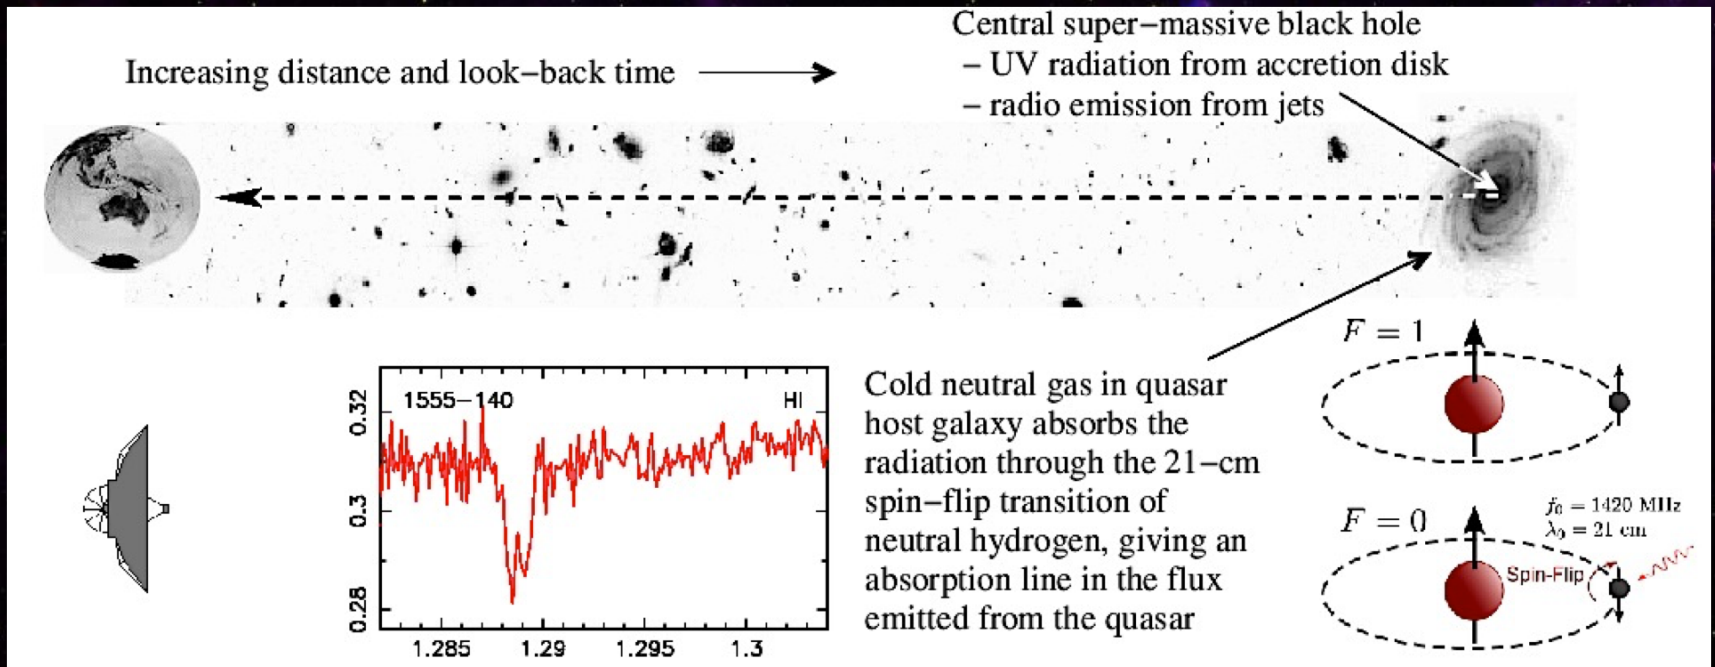 Central super−massive black hole
− UV radiation from accretion disk
− radio emission from jets
Increasing distance and look−back time
1555−140
HI
0.32
0.3
0.28
1.285
1.29
1.295
1.3
Cold neutral gas in quasar
host galaxy absorbs the
radiation through the 21−cm
spin−flip transition of
neutral hydrogen, giving an
absorption line in the flux
emitted from the quasar
F = 1
F = 0
f₀ = 1420 MHz
λ₀ = 21 cm
Spin-Flip